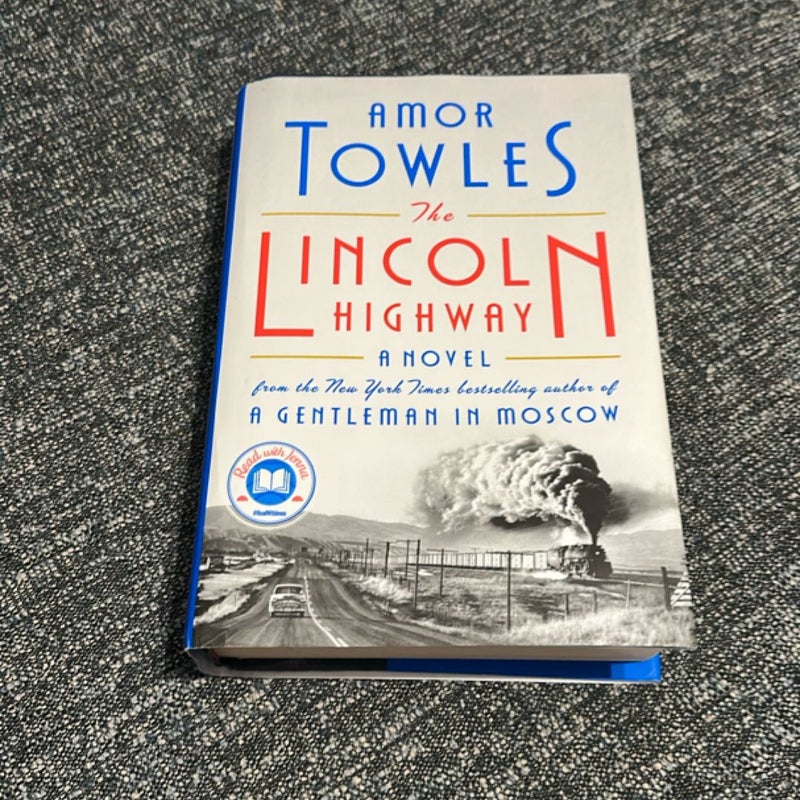 AMOR
TOWLES
The
LINCOLN
HIGHWAY
A NOVEL
from the New York Times bestselling author of
A GENTLEMAN IN MOSCOW
Read with Jenna